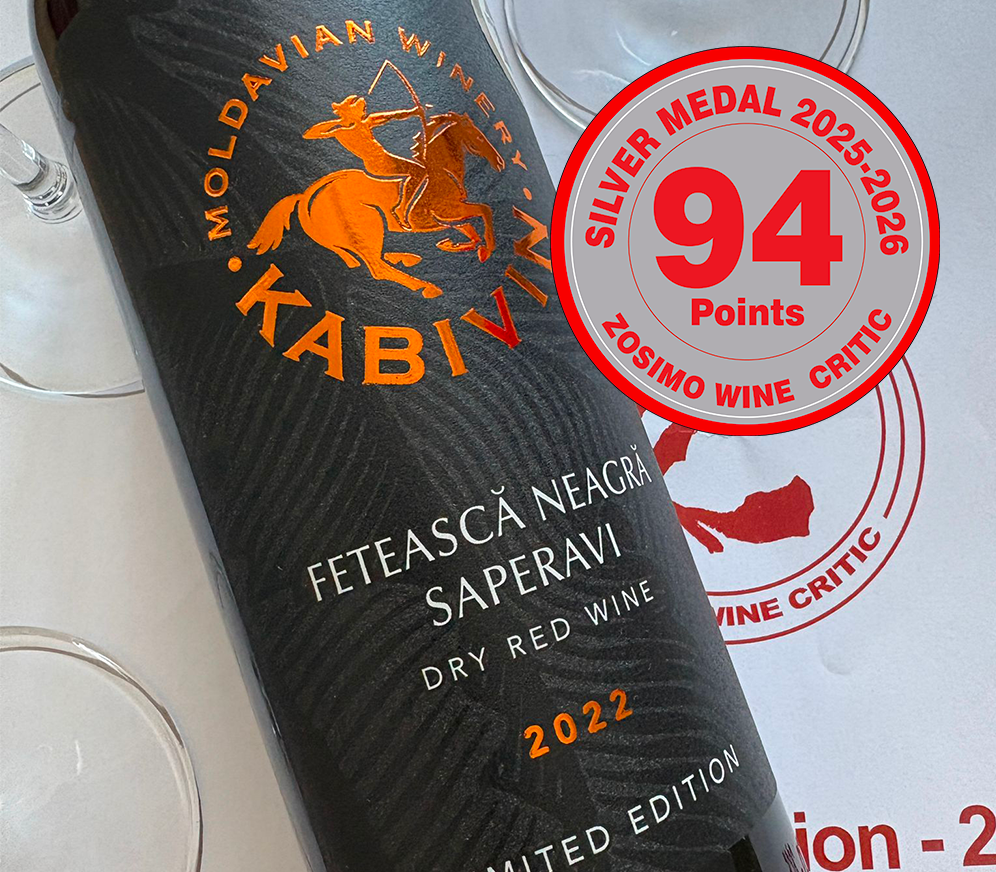 MOLDAVIAN WINERY
KABIVIN
SILVER MEDAL 2025-2026
94
Points
ZOSIMO WINE CRITIC
FETEASCĂ NEAGRĂ
SAPERAVI
DRY RED WINE
2022
MITED EDITION
WINE CRITIC
ion - 2